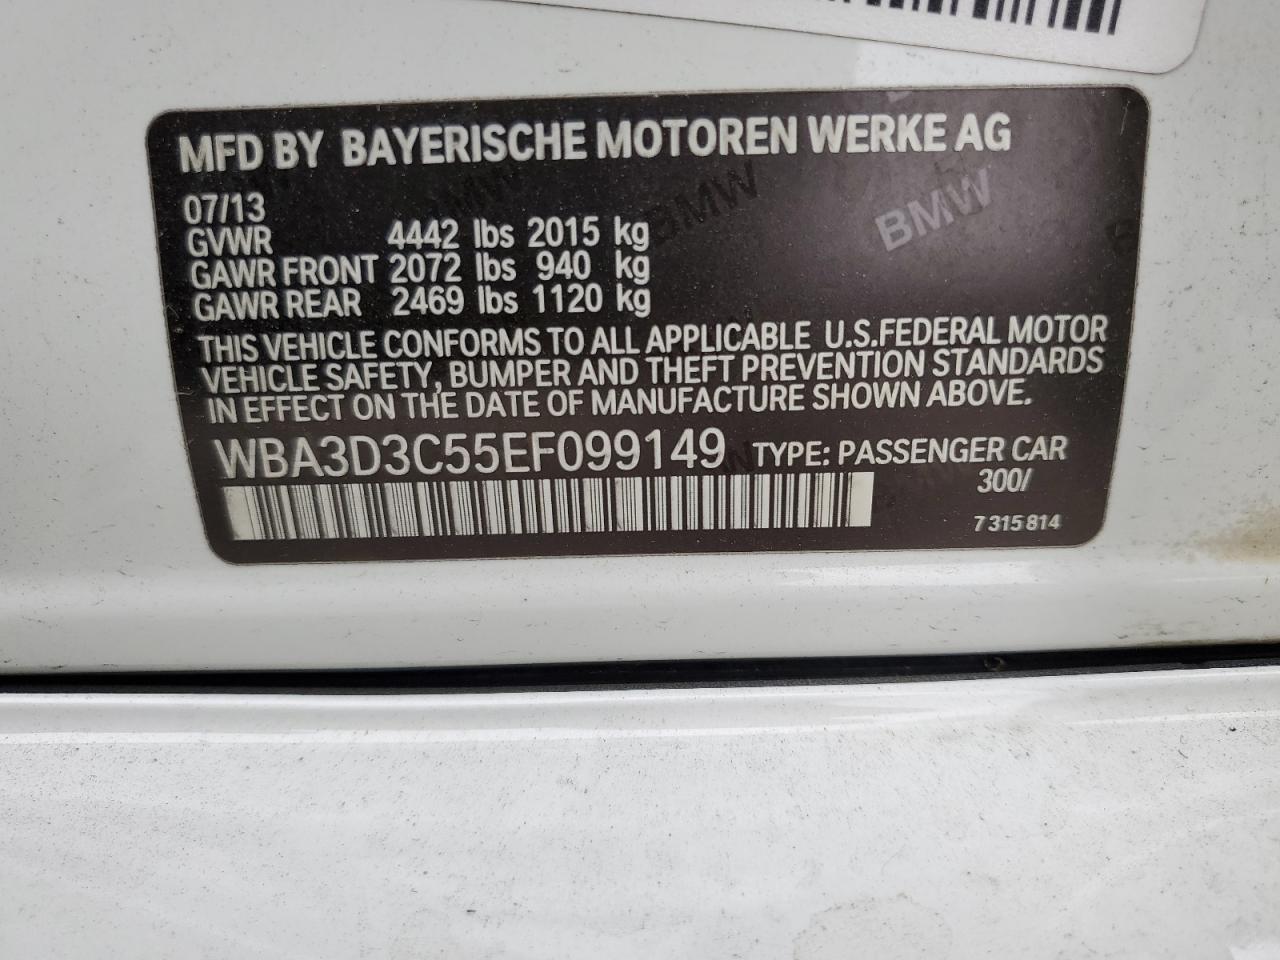 MFD BY BAYERISCHE MOTOREN WERKE AG
07/13
GVWR 4442 lbs 2015 kg
GAWR FRONT 2072 lbs 940 kg
GAWR REAR 2469 lbs 1120 kg
THIS VEHICLE CONFORMS TO ALL APPLICABLE U.S.FEDERAL MOTOR
VEHICLE SAFETY, BUMPER AND THEFT PREVENTION STANDARDS
IN EFFECT ON THE DATE OF MANUFACTURE SHOWN ABOVE.
WBA3D3C55EF099149 TYPE: PASSENGER CAR
300/
7 315 814
BMW
BMW
BMW